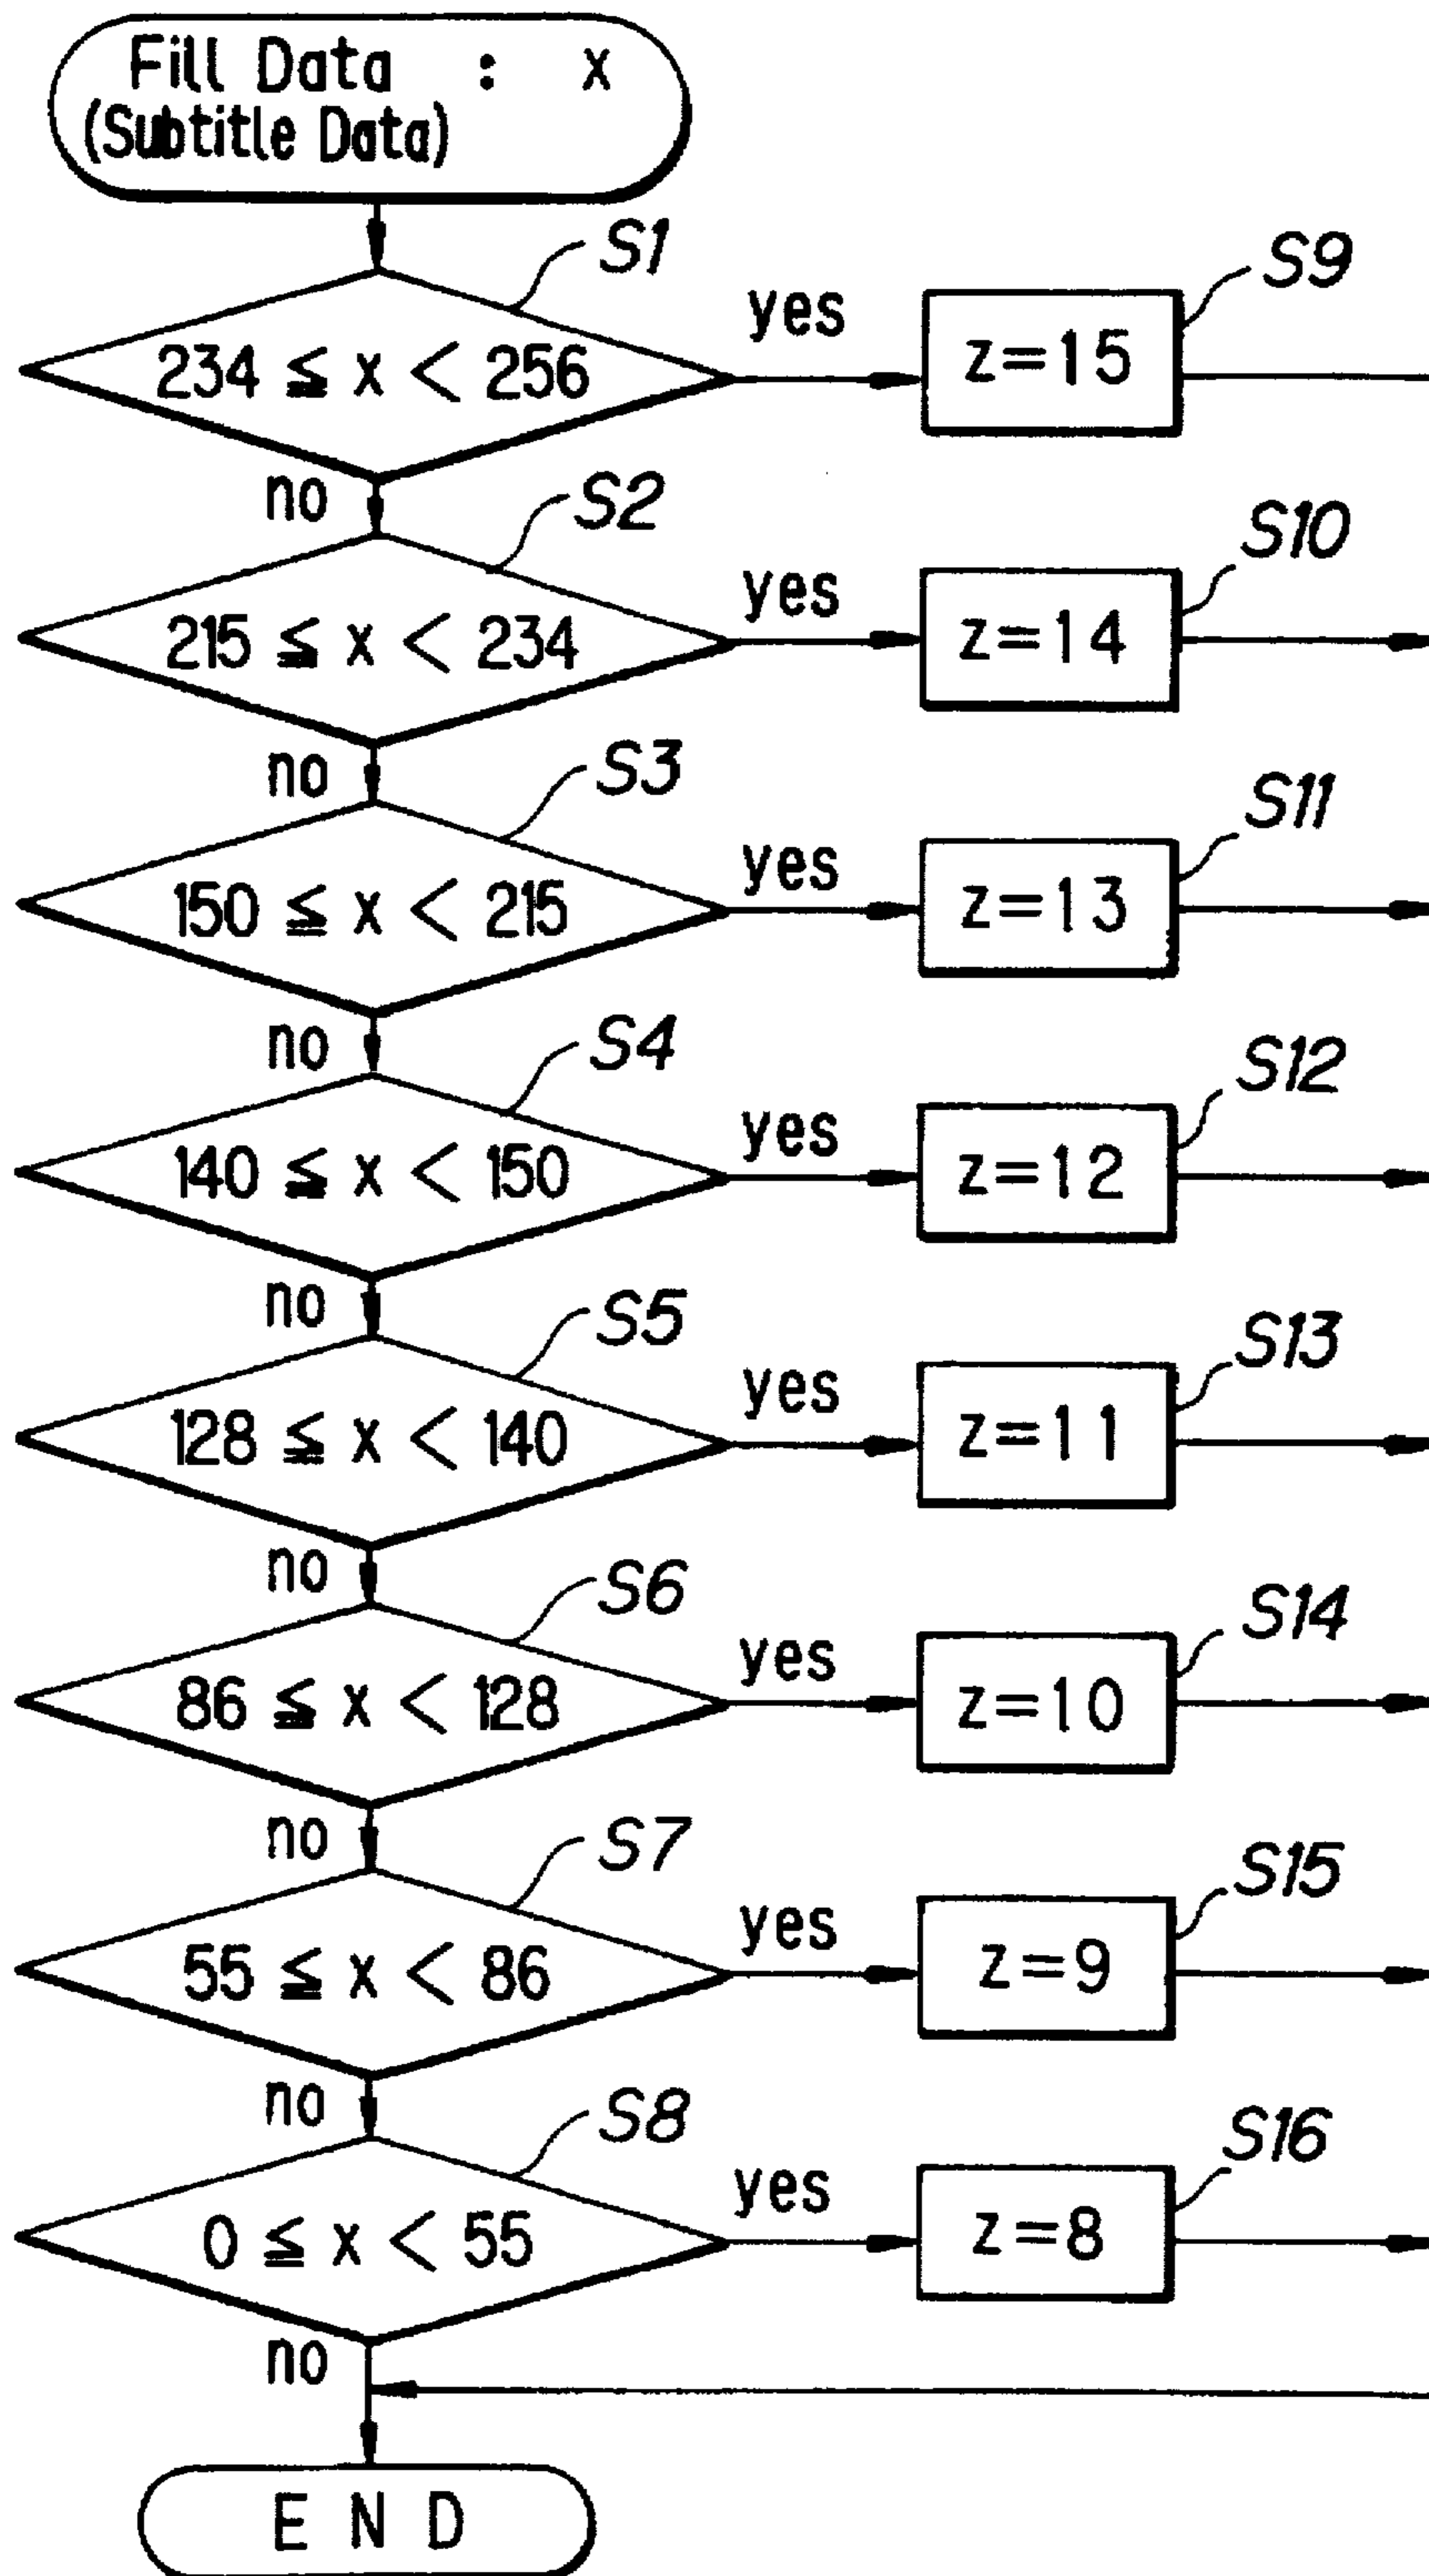 Fill Data : x
(Subtitle Data)
S1
234 ≦ x < 256
yes
z=15
S9
no
S2
215 ≦ x < 234
yes
z=14
S10
no
S3
150 ≦ x < 215
yes
z=13
S11
no
S4
140 ≦ x < 150
yes
z=12
S12
no
S5
128 ≦ x < 140
yes
z=11
S13
no
S6
86 ≦ x < 128
yes
z=10
S14
no
S7
55 ≦ x < 86
yes
z=9
S15
no
S8
0 ≦ x < 55
yes
z=8
S16
no
END